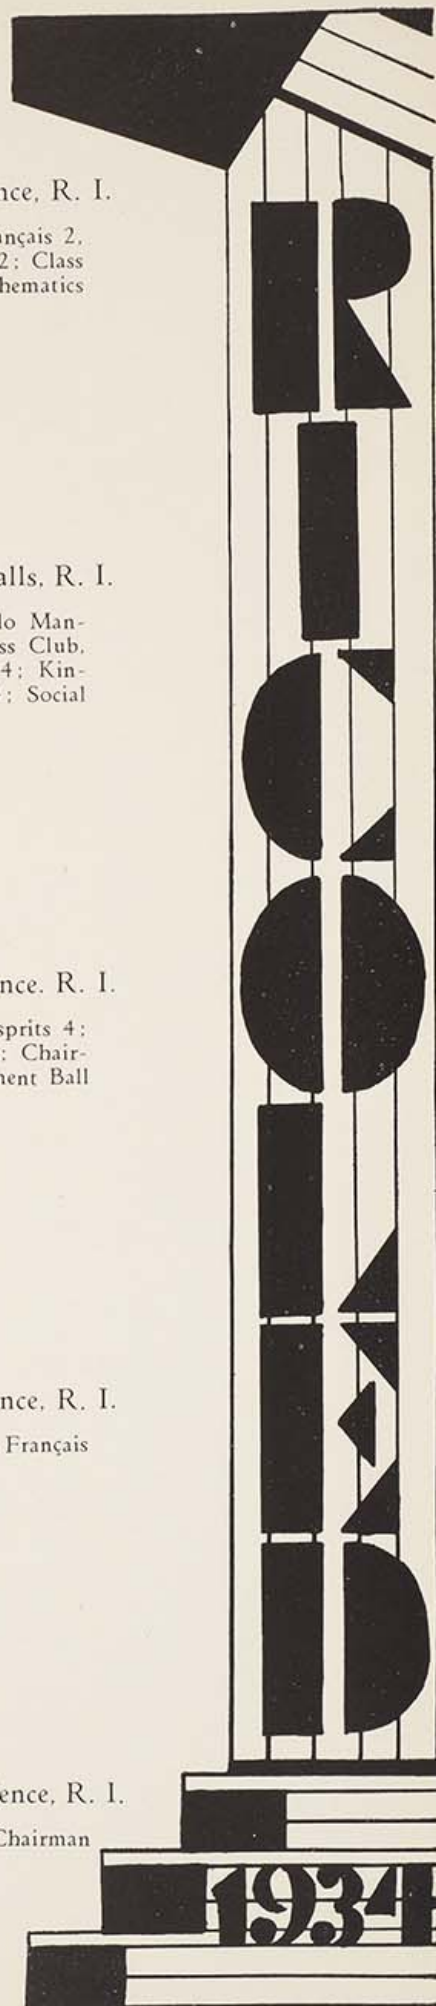 nce, R. I.
ançais 2,
2; Class
hematics
alls, R. I.
lo Man-
ss Club,
4; Kin-
; Social
nce. R. I.
sprits 4;
; Chair-
nent Ball
nce, R. I.
Français
ence, R. I.
Chairman
RICOLED
1934